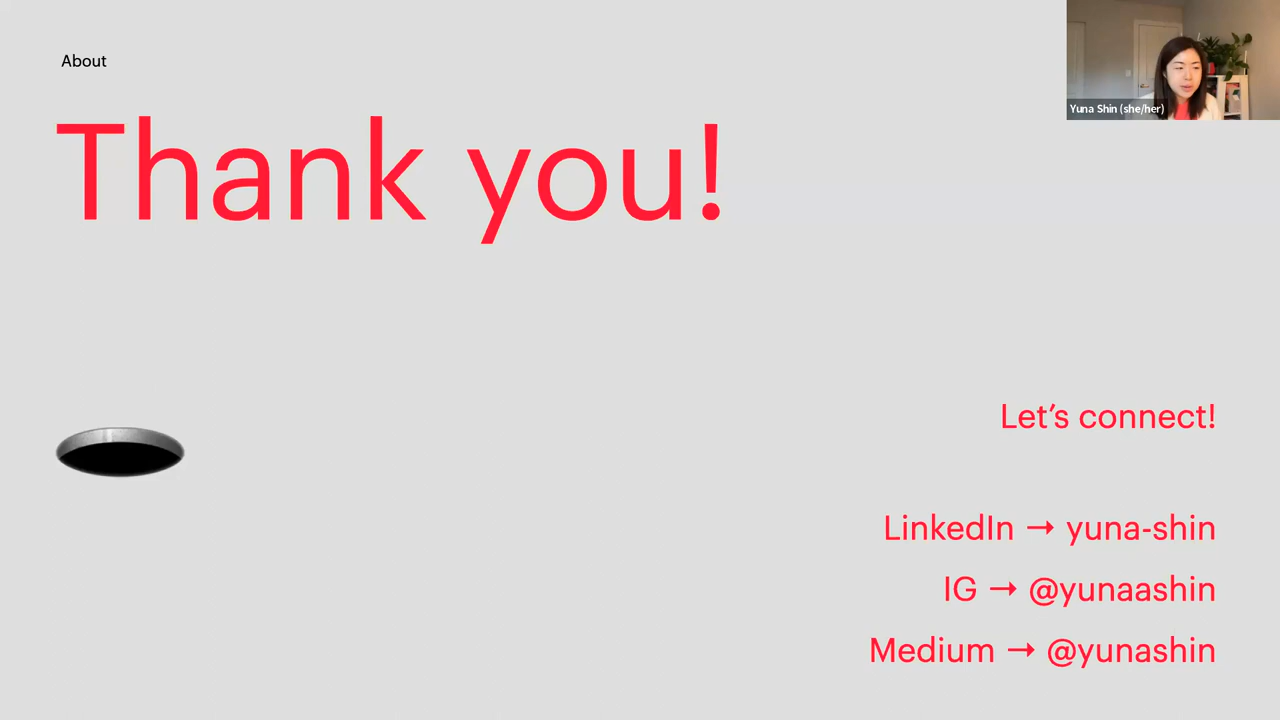 About
Thank you!
Yuna Shin (she/her)
Let’s connect!
LinkedIn → yuna-shin
IG → @yunaashin
Medium → @yunashin